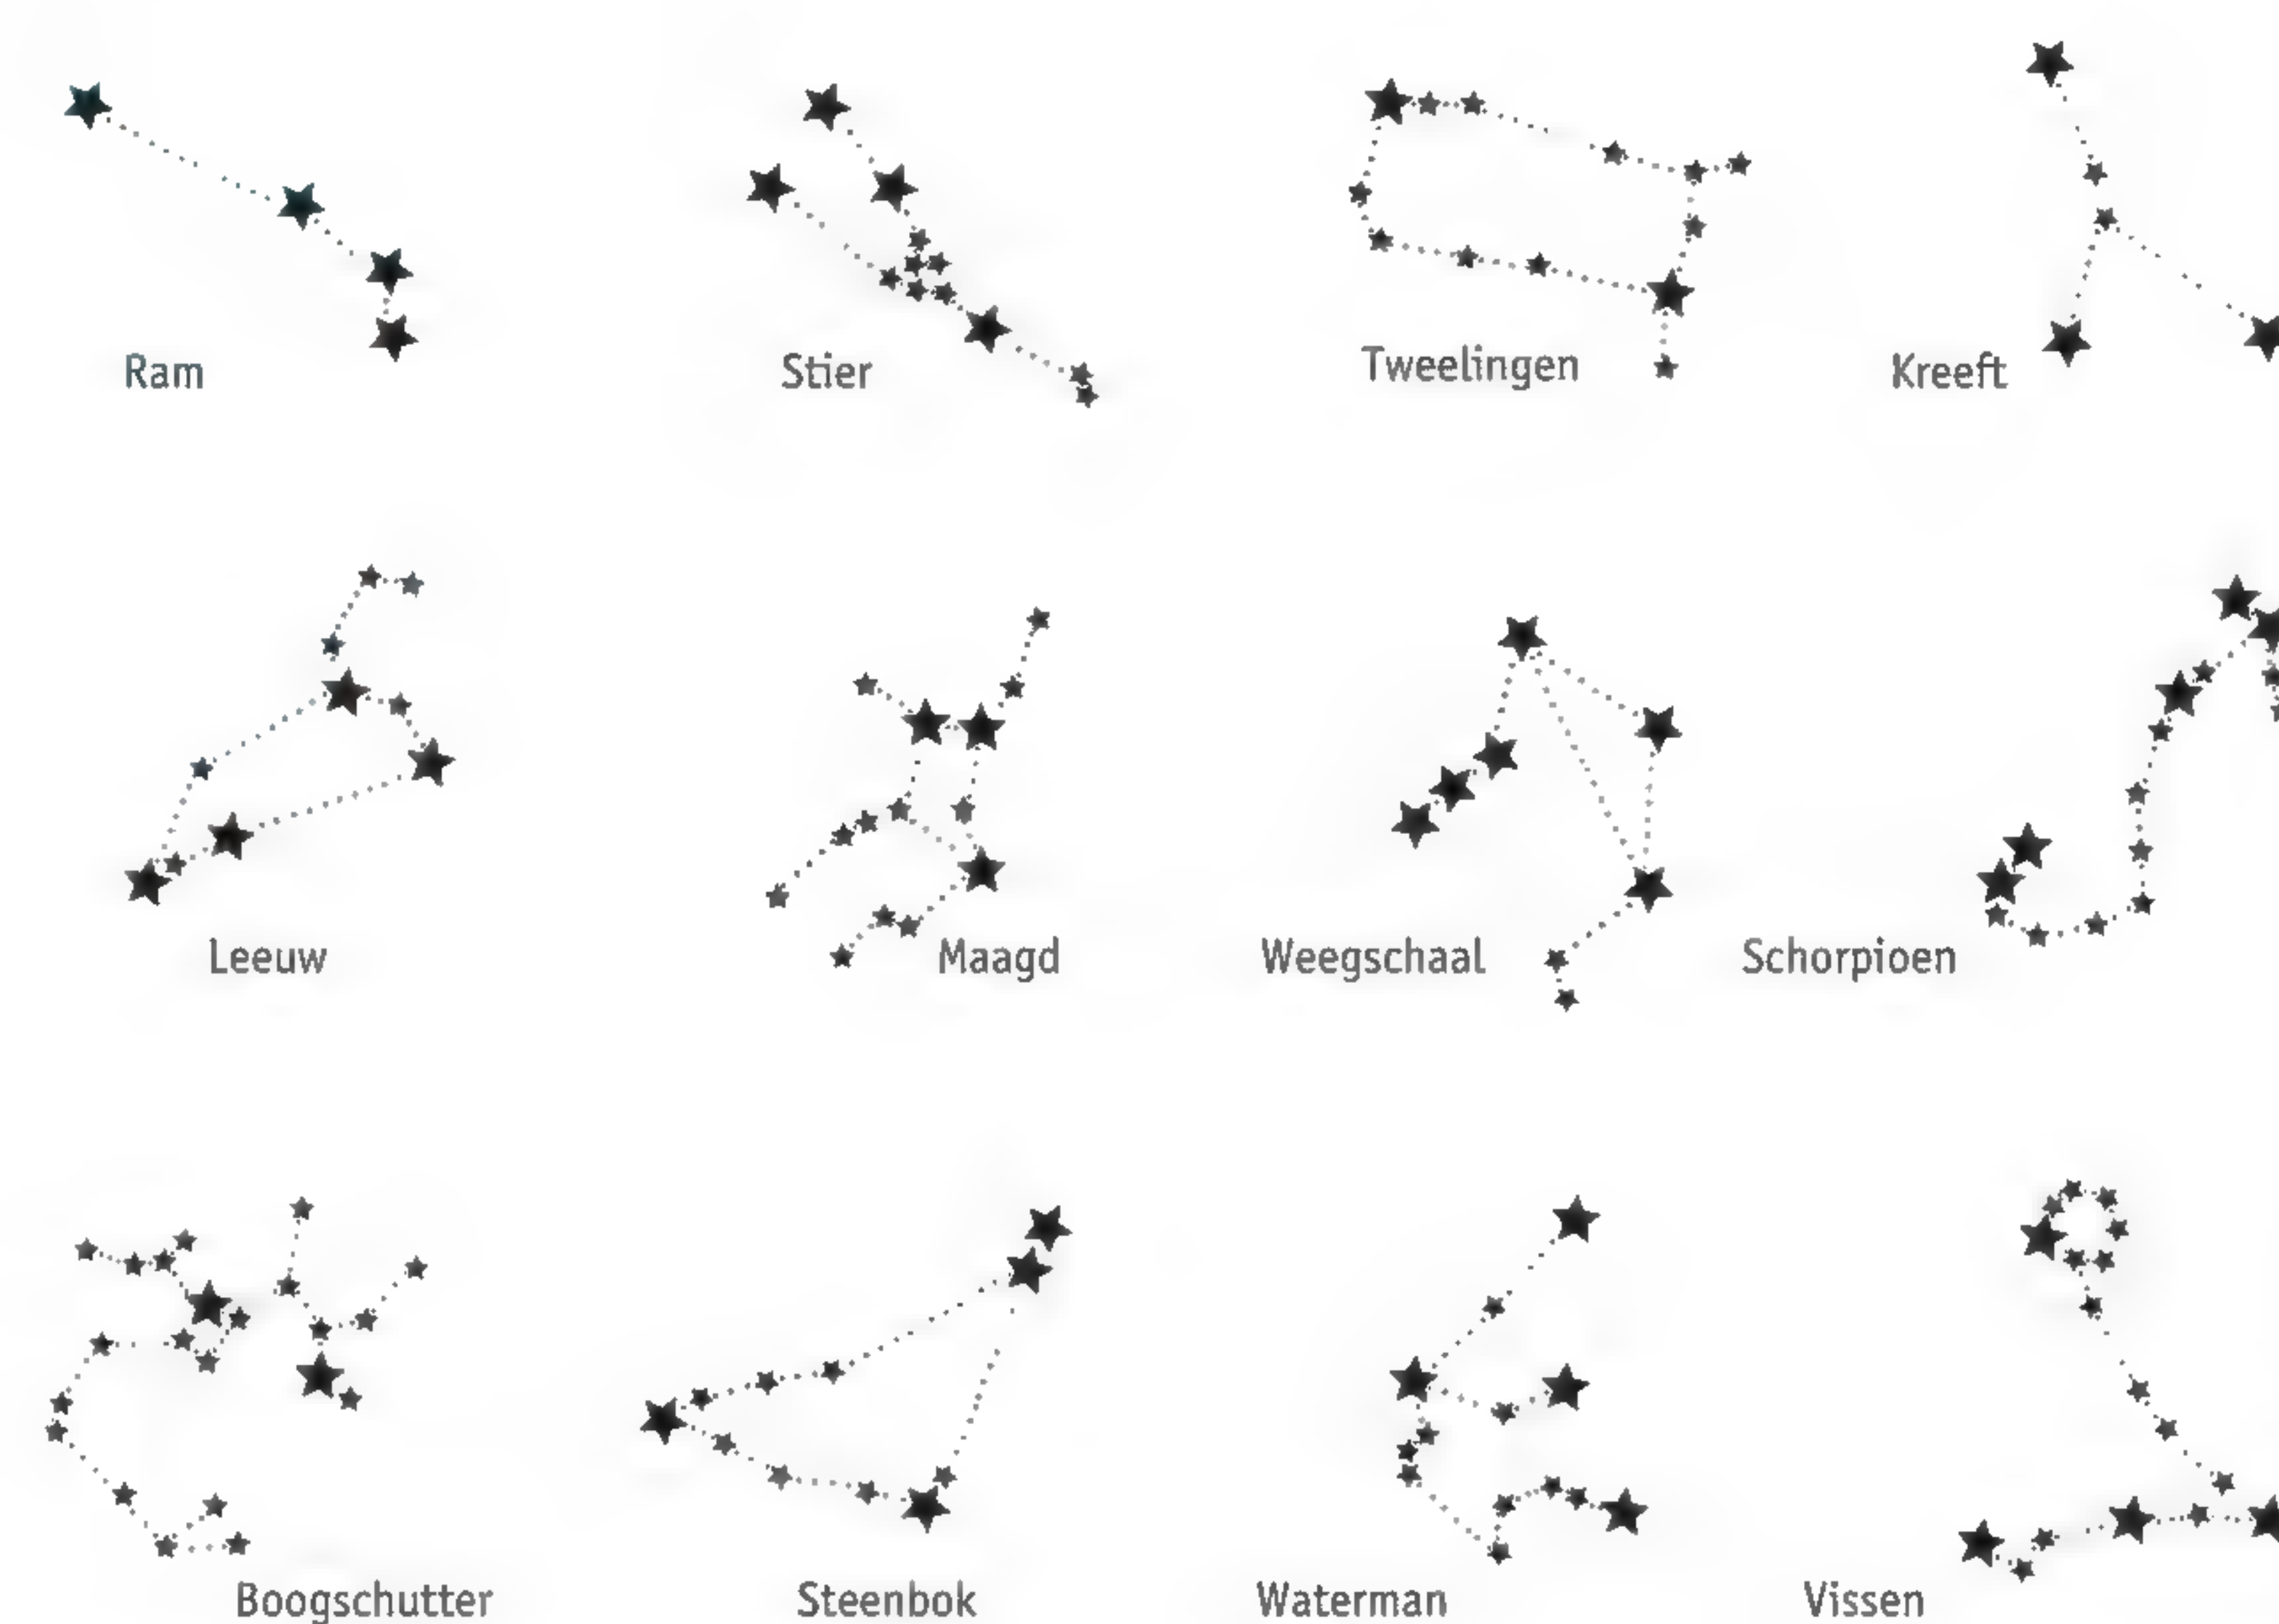 Ram
Stier
Tweelingen
Kreeft
Leeuw
Maagd
Weegschaal
Schorpioen
Boogschutter
Steenbok
Waterman
Vissen